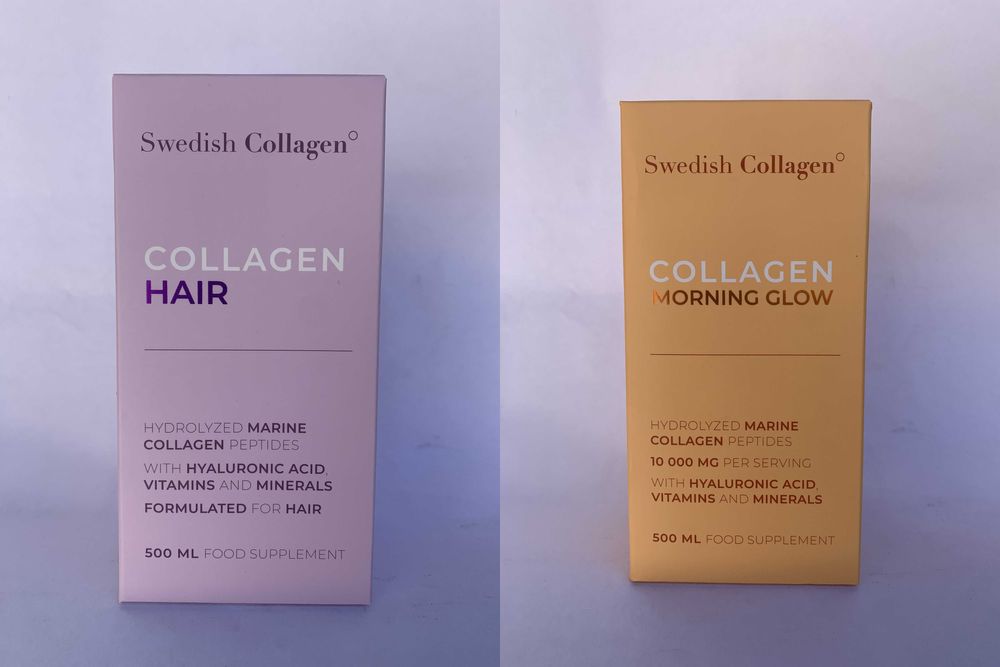 Swedish Collagen
COLLAGEN
HAIR
HYDROLYZED MARINE
COLLAGEN PEPTIDES
WITH HYALURONIC ACID,
VITAMINS AND MINERALS
FORMULATED FOR HAIR
500 ML FOOD SUPPLEMENT
Swedish Collagen
COLLAGEN
MORNING GLOW
HYDROLYZED MARINE
COLLAGEN PEPTIDES
10 000 MG PER SERVING
WITH HYALURONIC ACID,
VITAMINS AND MINERALS
500 ML FOOD SUPPLEMENT